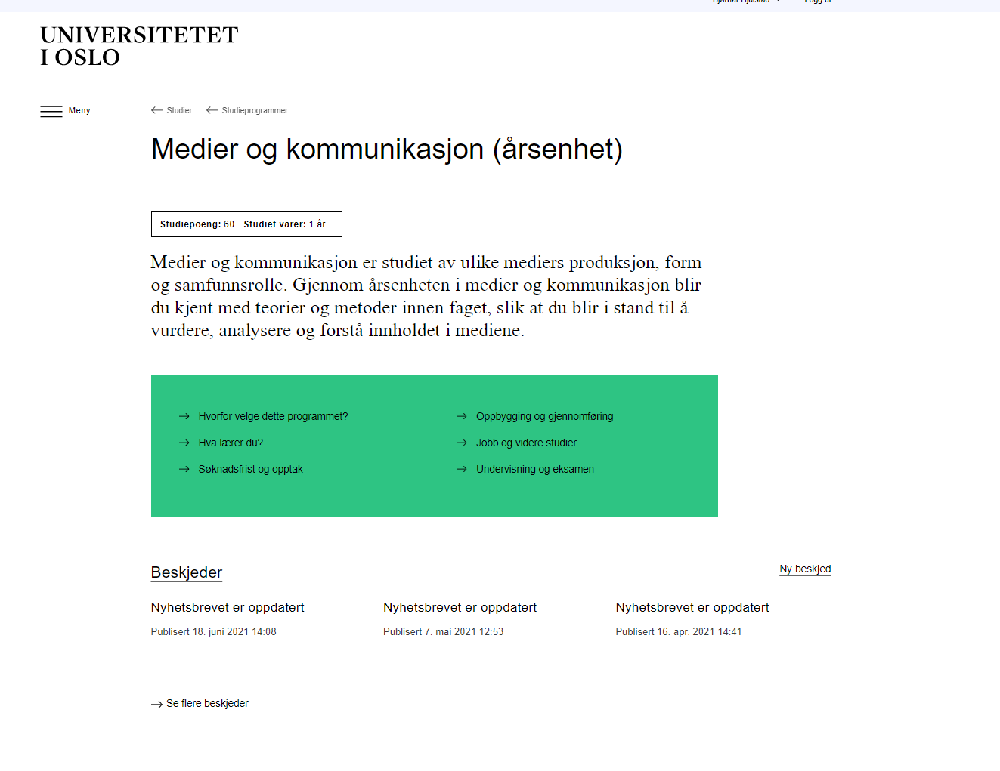 Logg ut
UNIVERSITETET
I OSLO
Meny
Studier
Studieprogrammer
Medier og kommunikasjon (årsenhet)
Studiepoeng: 60 Studiet varer: 1 år
Medier og kommunikasjon er studiet av ulike mediers produksjon, form
og samfunnsrolle. Gjennom årsenheten i medier og kommunikasjon blir
du kjent med teorier og metoder innen faget, slik at du blir i stand til å
vurdere, analysere og forstå innholdet i mediene.
Hvorfor velge dette programmet?
Hva lærer du?
Søknadsfrist og opptak
Oppbygging og gjennomføring
Jobb og videre studier
Undervisning og eksamen
Beskjeder
Ny beskjed
Nyhetsbrevet er oppdatert
Publisert 18. juni 2021 14:08
Nyhetsbrevet er oppdatert
Publisert 7. mai 2021 12:53
Nyhetsbrevet er oppdatert
Publisert 16. apr. 2021 14:41
Se flere beskjeder